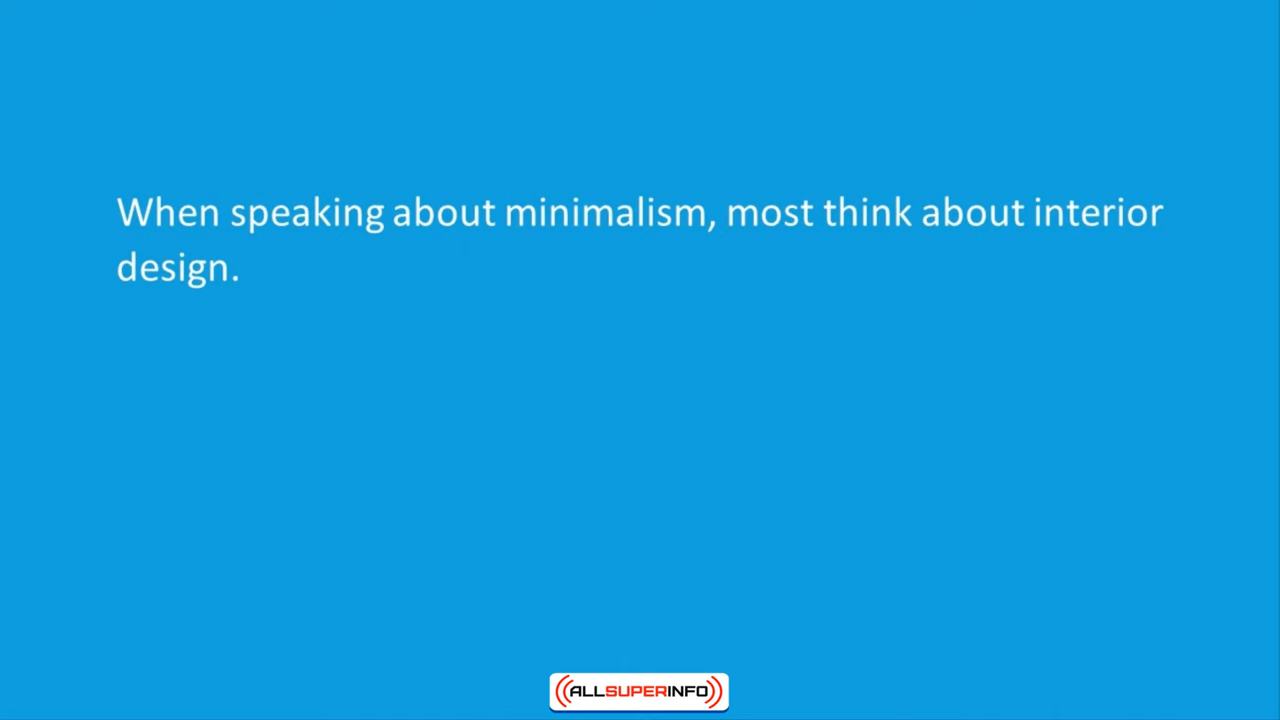 When speaking about minimalism, most think about interior
design.
ALLSUPERINFO